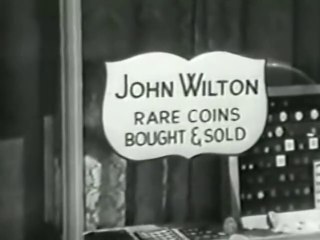 JOHN WILTON
RARE COINS
BOUGHT & SOLD